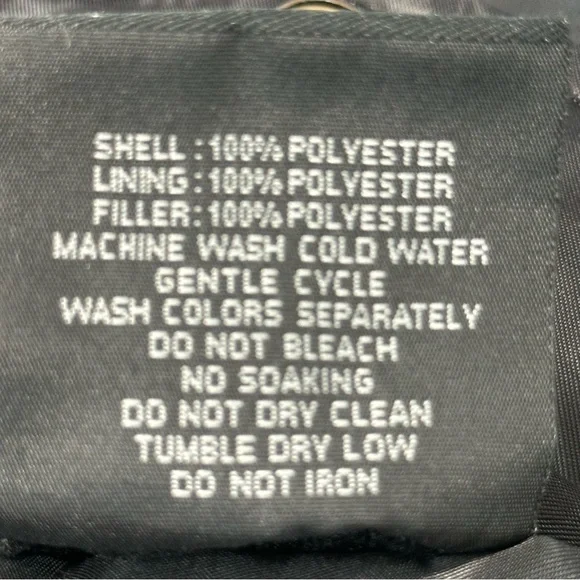 SHELL : 100% POLYESTER
LINING : 100% POLYESTER
FILLER : 100% POLYESTER
MACHINE WASH COLD WATER
GENTLE CYCLE
WASH COLORS SEPARATELY
DO NOT BLEACH
NO SOAKING
DO NOT DRY CLEAN
TUMBLE DRY LOW
DO NOT IRON